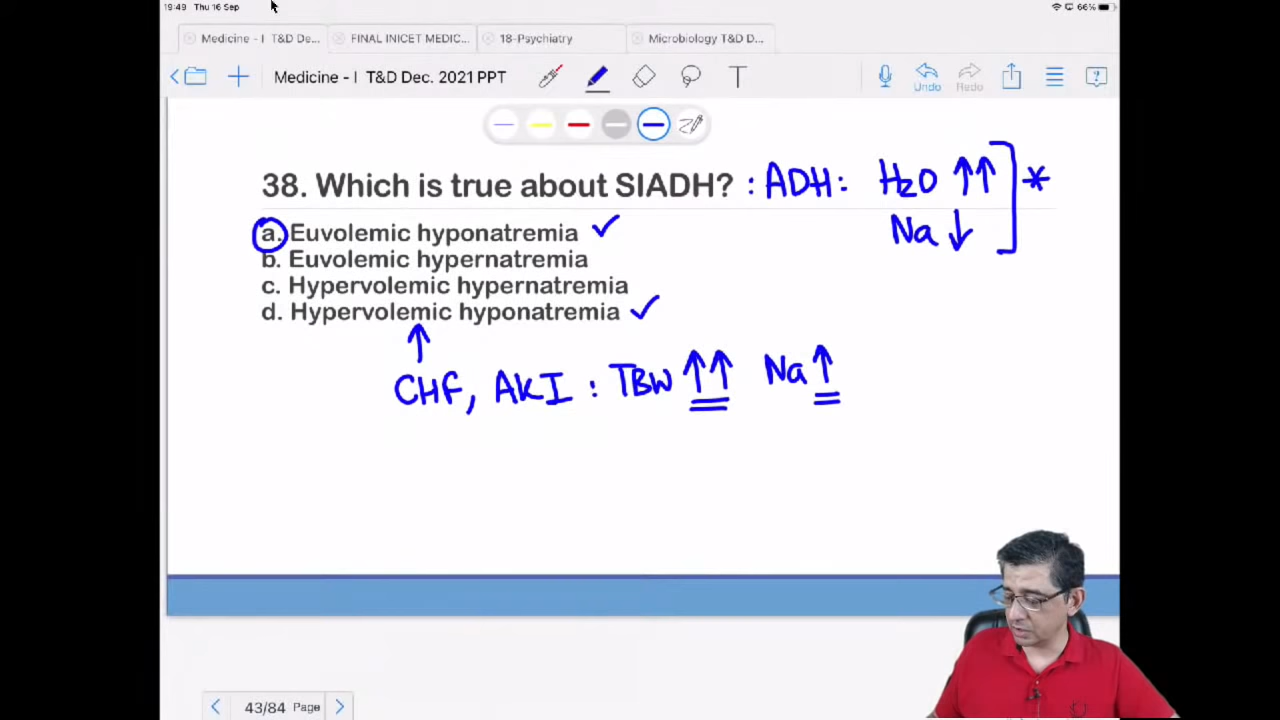 19:49 Thu 16 Sep
66%
Medicine - I T&D De...
FINAL INICET MEDIC...
18-Psychiatry
Microbiology T&D D...
Medicine - I T&D Dec. 2021 PPT
T
Undo
Redo
38. Which is true about SIADH? : ADH: H2O ↑↑ ] *
a. Euvolemic hyponatremia ✓ Na ↓
b. Euvolemic hypernatremia
c. Hypervolemic hypernatremia
d. Hypervolemic hyponatremia ✓
↑
CHF, AKI : TBW ↑↑ Na ↑
43/84 Page